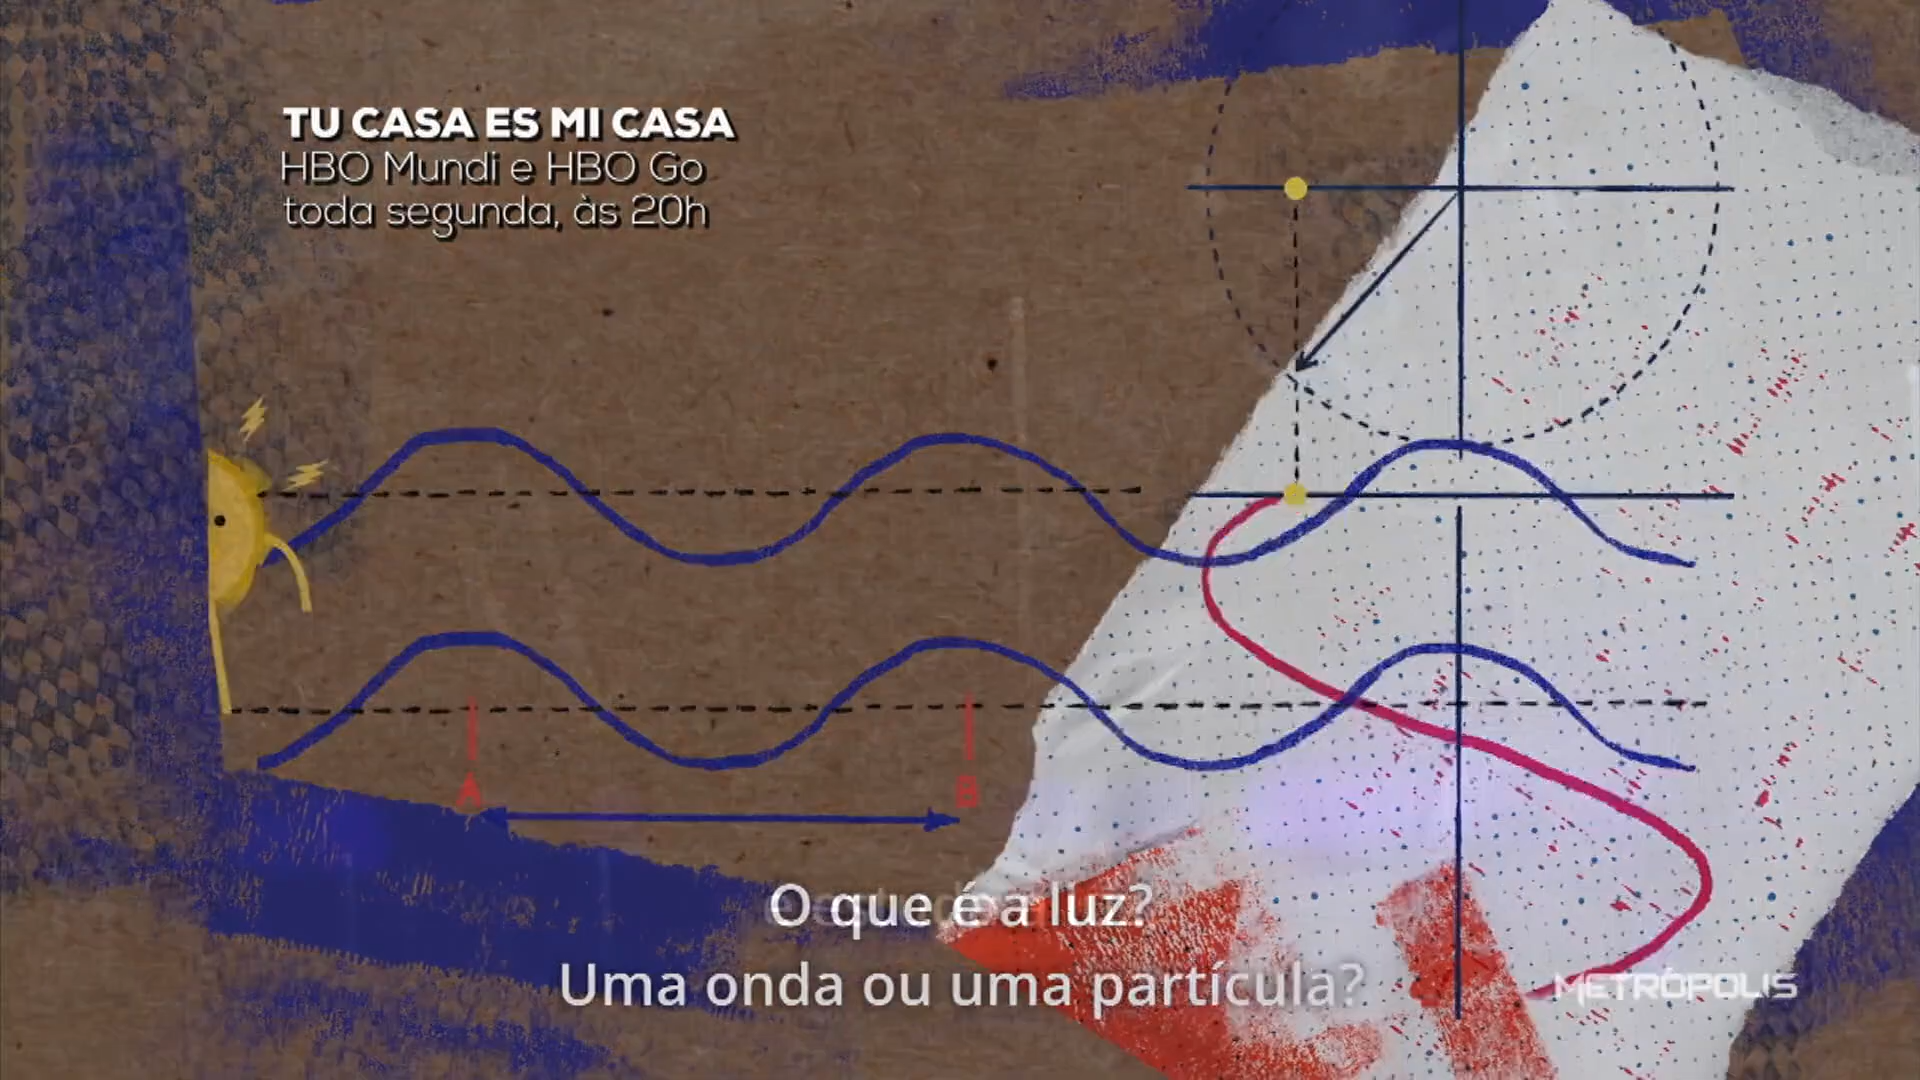 TU CASA ES MI CASA
HBO Mundi e HBO Go
toda segunda, às 20h
A
B
O que é a luz?
Uma onda ou uma partícula?
METRÓPOLIS